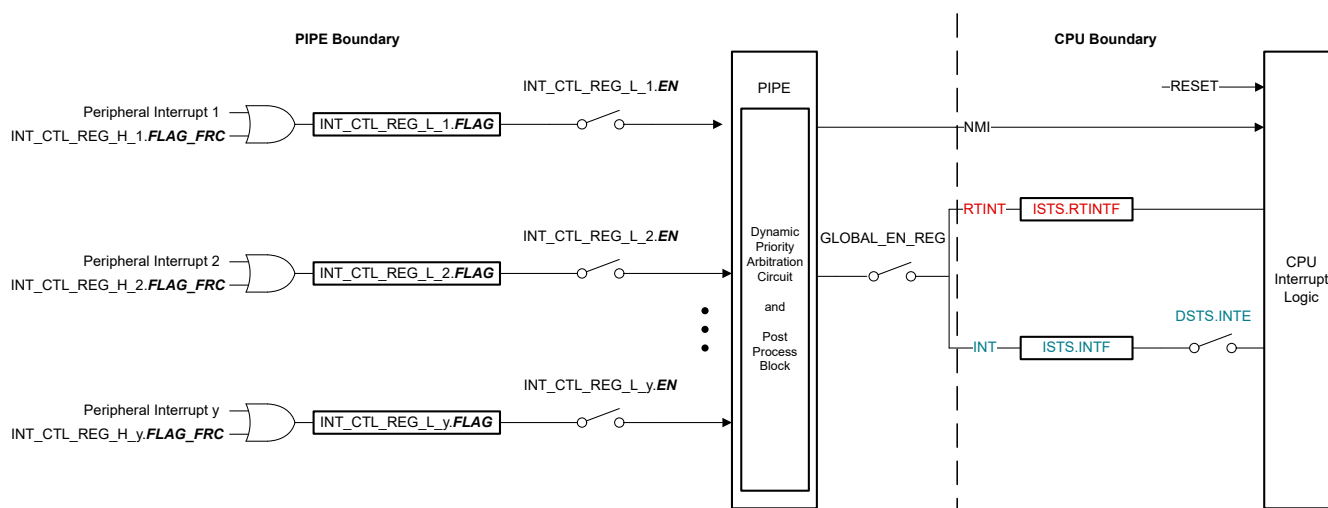 PIPE Boundary
CPU Boundary
Peripheral Interrupt 1
INT_CTL_REG_H_1.FLAG_FRC
INT_CTL_REG_L_1.FLAG
INT_CTL_REG_L_1.EN
Peripheral Interrupt 2
INT_CTL_REG_H_2.FLAG_FRC
INT_CTL_REG_L_2.FLAG
INT_CTL_REG_L_2.EN
Peripheral Interrupt y
INT_CTL_REG_H_y.FLAG_FRC
INT_CTL_REG_L_y.FLAG
INT_CTL_REG_L_y.EN
PIPE
Dynamic
Priority
Arbitration
Circuit
and
Post
Process
Block
GLOBAL_EN_REG
RESET
NMI
RTINT
ISTS.RTINTF
INT
ISTS.INTF
DSTS.INTE
CPU
Interrupt
Logic